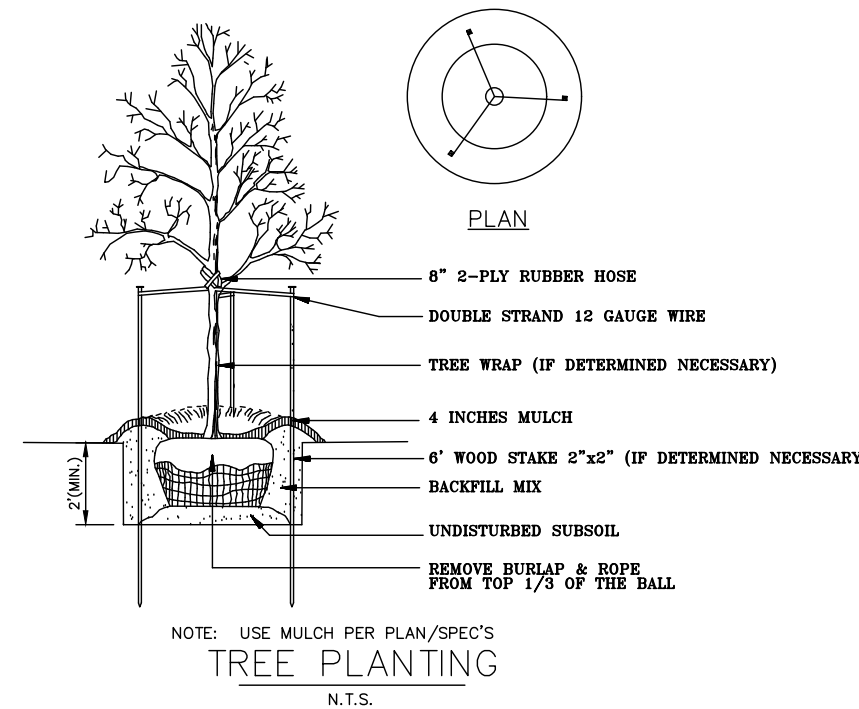 PLAN
8" 2-PLY RUBBER HOSE
DOUBLE STRAND 12 GAUGE WIRE
TREE WRAP (IF DETERMINED NECESSARY)
4 INCHES MULCH
6' WOOD STAKE 2"x2" (IF DETERMINED NECESSARY
BACKFILL MIX
2'(MIN.)
UNDISTURBED SUBSOIL
REMOVE BURLAP & ROPE
FROM TOP 1/3 OF THE BALL
NOTE: USE MULCH PER PLAN/SPEC'S
TREE PLANTING
N.T.S.